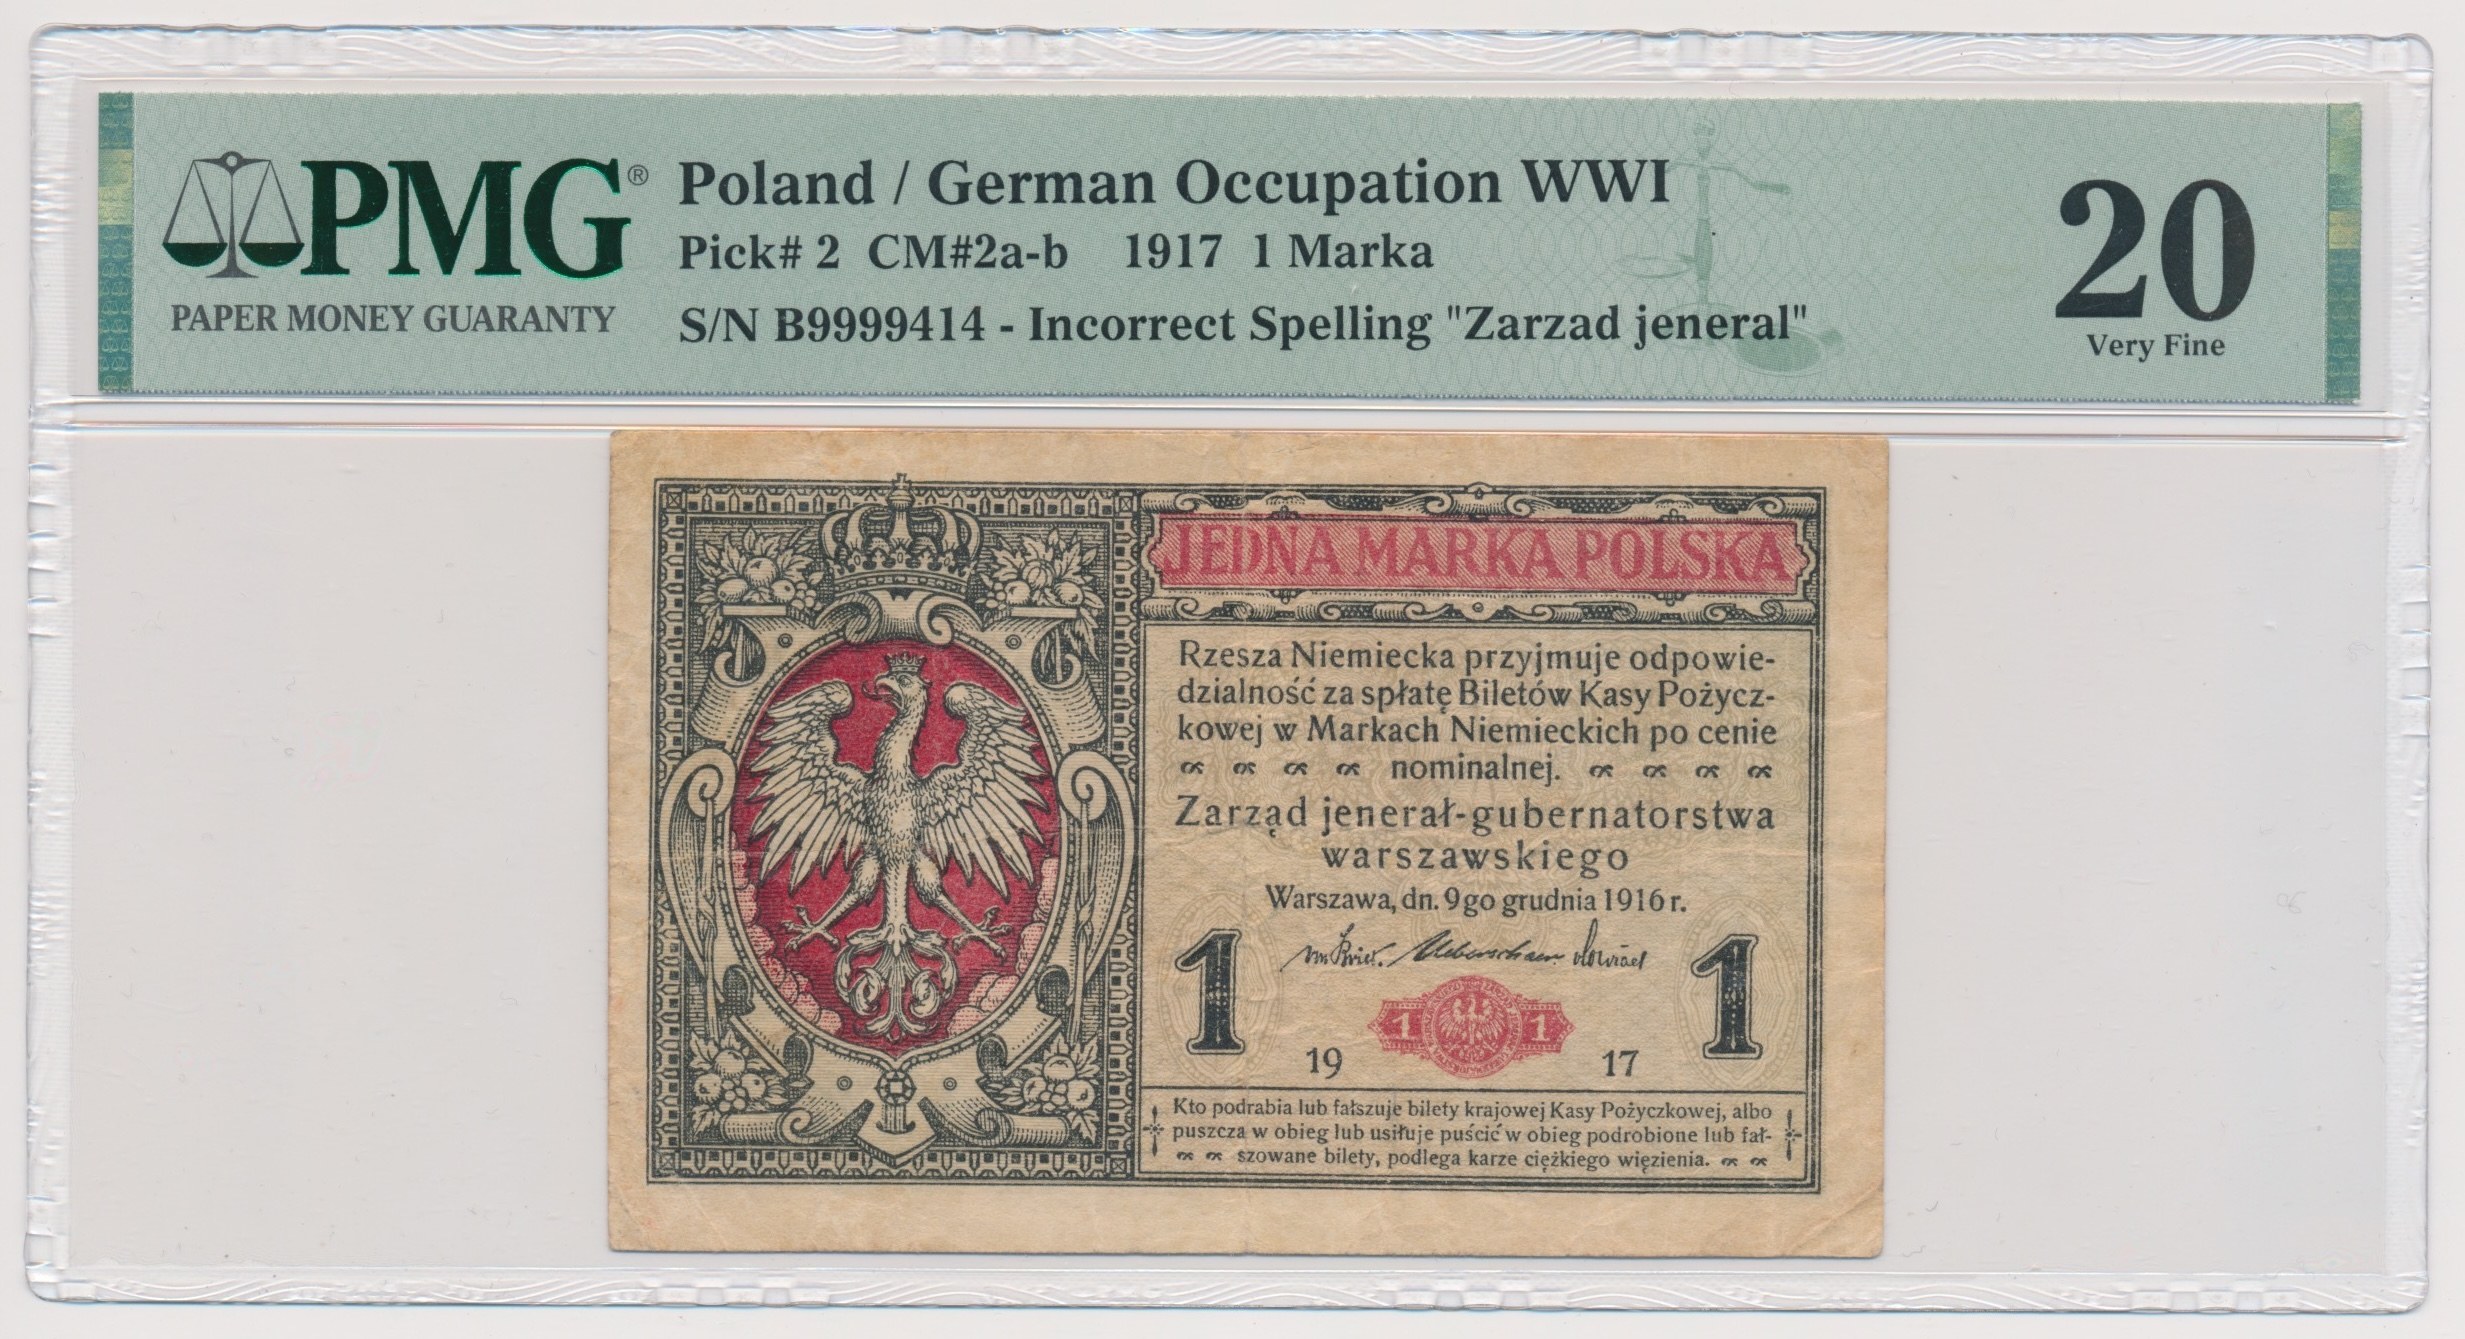 PMG®
PAPER MONEY GUARANTY
Poland / German Occupation WWI
Pick# 2 CM#2a-b 1917 1 Marka
S/N B9999414 - Incorrect Spelling "Zarzad jeneral"
20
Very Fine
JEDNA MARKA POLSKA
Rzesza Niemiecka przyjmuje odpowie-
dzialność za spłatę Biletów Kasy Pożycz-
kowej w Markach Niemieckich po cenie
nominalnej.
Zarząd jenerał-gubernatorstwa
warszawskiego
Warszawa, dn. 9go grudnia 1916 r.
1 1
1 1
19 17
Kto podrabia lub fałszuje bilety krajowej Kasy Pożyczkowej, albo
puszcza w obieg lub usiłuje puścić w obieg podrobione lub fał-
szowane bilety, podlega karze ciężkiego więzienia.